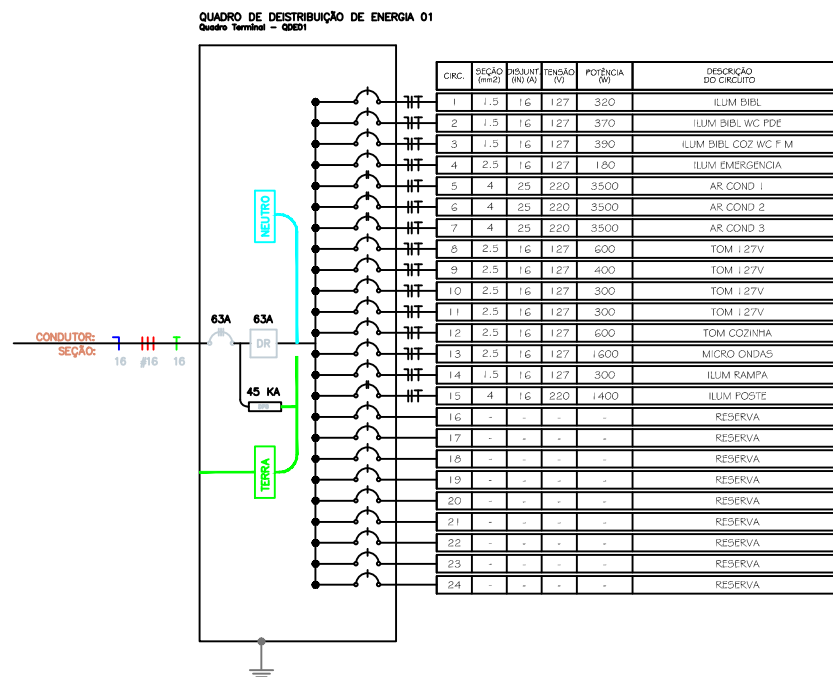 QUADRO DE DEISTRIBUIÇÃO DE ENERGIA 01
Quadro Terminal - QDE01
CIRC. SEÇÃO (mm2) DISJUNT. (IN) (A) TENSÃO (V) POTÊNCIA (W) DESCRIÇÃO DO CIRCUITO
1 1.5 16 127 320 ILUM BIBL
2 1.5 16 127 370 ILUM BIBL WC PDE
3 1.5 16 127 390 ILUM BIBL COZ WC F M
4 2.5 16 127 180 ILUM EMERGENCIA
5 4 25 220 3500 AR COND 1
6 4 25 220 3500 AR COND 2
7 4 25 220 3500 AR COND 3
8 2.5 16 127 600 TOM 127V
9 2.5 16 127 400 TOM 127V
10 2.5 16 127 300 TOM 127V
11 2.5 16 127 300 TOM 127V
12 2.5 16 127 600 TOM COZINHA
13 2.5 16 127 1600 MICRO ONDAS
14 1.5 16 127 300 ILUM RAMPA
15 4 16 220 1400 ILUM POSTE
16 - - - - RESERVA
17 - - - - RESERVA
18 - - - - RESERVA
19 - - - - RESERVA
20 - - - - RESERVA
21 - - - - RESERVA
22 - - - - RESERVA
23 - - - - RESERVA
24 - - - - RESERVA
NEUTRO
63A 63A
CONDUTOR:
DR
SEÇÃO:
16 #16 16
45 KA
TERRA